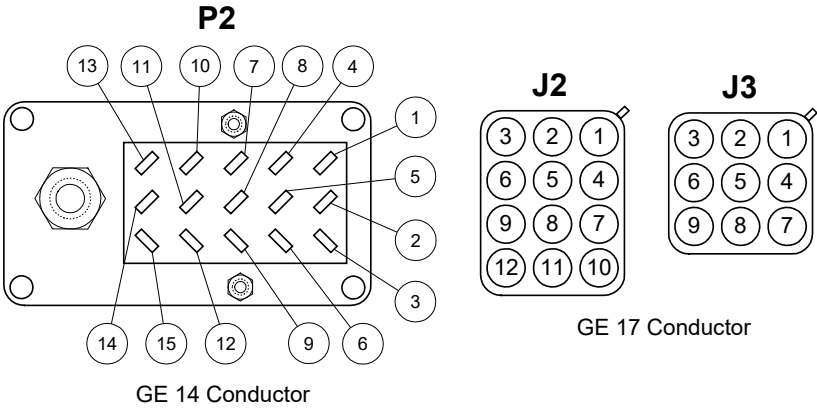 P2
13 11 10 7 8 4
1
5
2
3
14 15 12 9 6
GE 14 Conductor
J2
3 2 1
6 5 4
9 8 7
12 11 10
J3
3 2 1
6 5 4
9 8 7
GE 17 Conductor